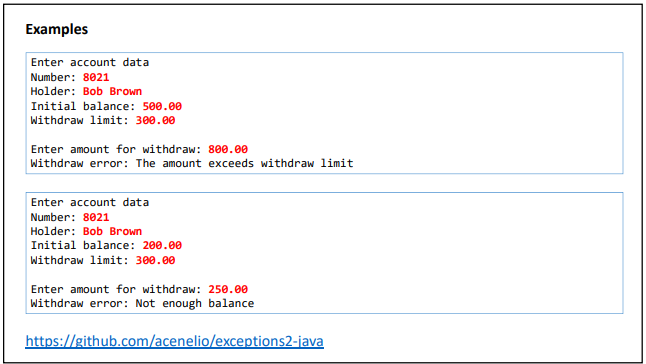 Examples
Enter account data
Number: 8021
Holder: Bob Brown
Initial balance: 500.00
Withdraw limit: 300.00
Enter amount for withdraw: 800.00
Withdraw error: The amount exceeds withdraw limit
Enter account data
Number: 8021
Holder: Bob Brown
Initial balance: 200.00
Withdraw limit: 300.00
Enter amount for withdraw: 250.00
Withdraw error: Not enough balance
https://github.com/acenelio/exceptions2-java